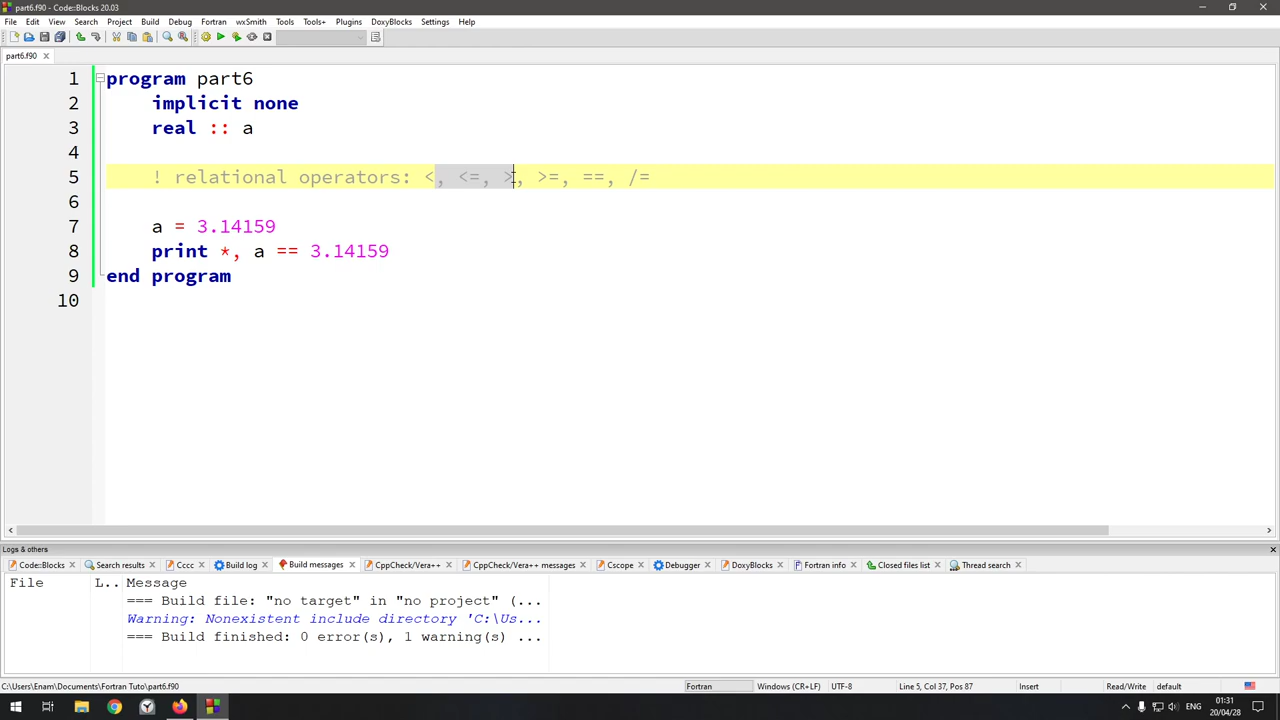 part6.f90 - Code::Blocks 20.03
File Edit View Search Project Build Debug Fortran wxSmith Tools Tools+ Plugins DoxyBlocks Settings Help
part6.f90
1 program part6
2 implicit none
3 real :: a
4
5 ! relational operators: <, <=, >, >=, ==, /=
6
7 a = 3.14159
8 print *, a == 3.14159
9 end program
10
Logs & others
Code::Blocks Search results Cccc Build log Build messages CppCheck/Vera++ CppCheck/Vera++ messages Cscope Debugger DoxyBlocks Fortran info Closed files list Thread search
File L.. Message
=== Build file: "no target" in "no project" (...
Warning: Nonexistent include directory 'C:\Us...
=== Build finished: 0 error(s), 1 warning(s) ...
C:\Users\Enam\Documents\Fortran Tuto\part6.f90 Fortran Windows (CR+LF) UTF-8 Line 5, Col 37, Pos 87 Insert Read/Write default
ENG 01:31
20/04/28